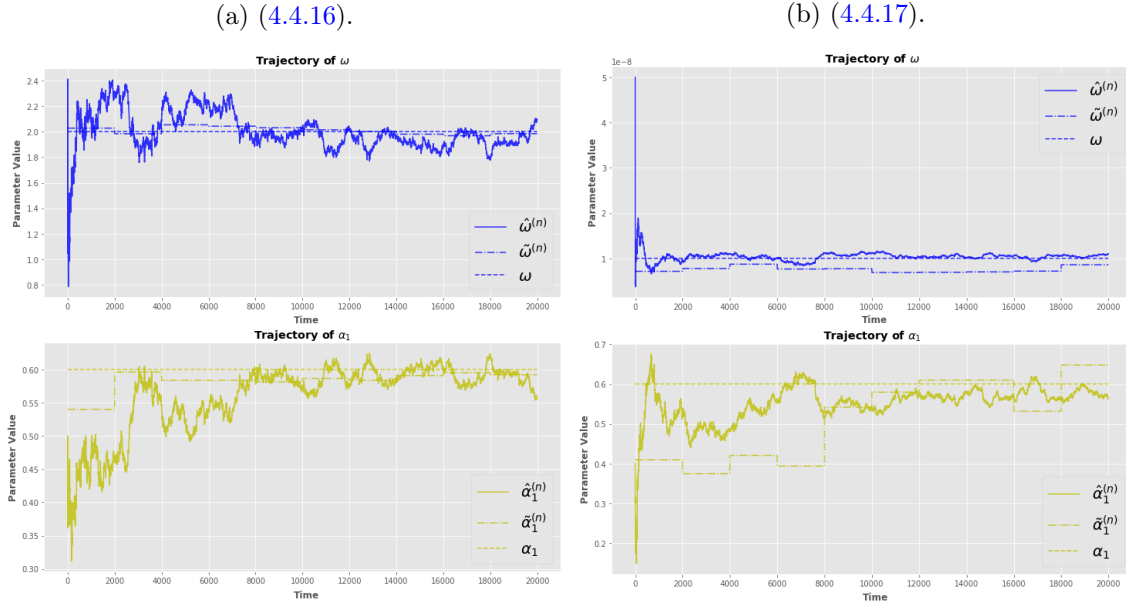 (a) (4.4.16).
(b) (4.4.17).
Trajectory of ω
2.4
2.2
2.0
1.8
1.6
1.4
1.2
1.0
0.8
Parameter Value
ω̂⁽ⁿ⁾
ω̃⁽ⁿ⁾
ω
0 2000 4000 6000 8000 10000 12000 14000 16000 18000 20000
Time
Trajectory of ω
1e−8
5
4
3
2
1
Parameter Value
ω̂⁽ⁿ⁾
ω̃⁽ⁿ⁾
ω
0 2000 4000 6000 8000 10000 12000 14000 16000 18000 20000
Time
Trajectory of α₁
0.60
0.55
0.50
0.45
0.40
0.35
0.30
Parameter Value
α̂₁⁽ⁿ⁾
α̃₁⁽ⁿ⁾
α₁
0 2000 4000 6000 8000 10000 12000 14000 16000 18000 20000
Time
Trajectory of α₁
0.7
0.6
0.5
0.4
0.3
0.2
Parameter Value
α̂₁⁽ⁿ⁾
α̃₁⁽ⁿ⁾
α₁
0 2000 4000 6000 8000 10000 12000 14000 16000 18000 20000
Time